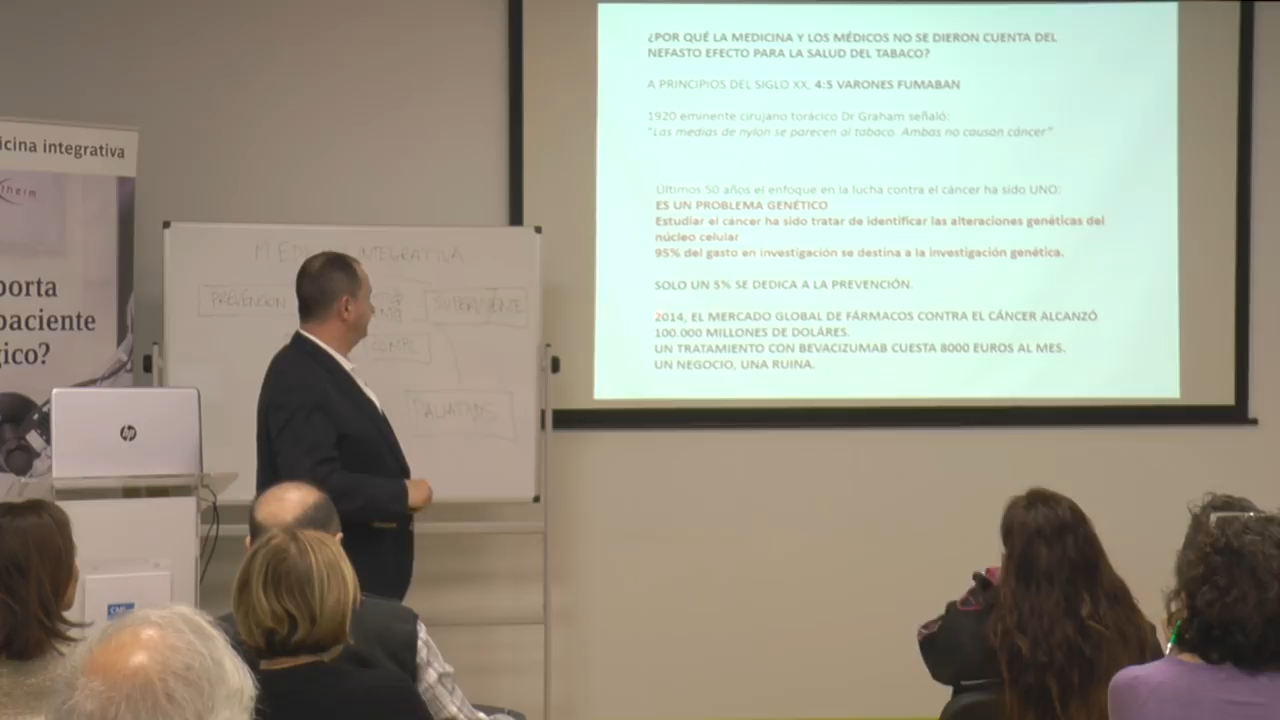 ¿POR QUÉ LA MEDICINA Y LOS MÉDICOS NO SE DIERON CUENTA DEL
NEFASTO EFECTO PARA LA SALUD DEL TABACO?
A PRINCIPIOS DEL SIGLO XX, 4:5 VARONES FUMABAN
1920 eminente cirujano torácico Dr Graham señaló:
"Las medias de nylon se parecen al tabaco. Ambas no causan cáncer"
Últimos 50 años el enfoque en la lucha contra el cáncer ha sido UNO:
ES UN PROBLEMA GENÉTICO
Estudiar el cáncer ha sido tratar de identificar las alteraciones genéticas del
núcleo celular
95% del gasto en investigación se destina a la investigación genética.
SOLO UN 5% SE DEDICA A LA PREVENCIÓN.
2014, EL MERCADO GLOBAL DE FÁRMACOS CONTRA EL CÁNCER ALCANZÓ
100.000 MILLONES DE DOLÁRES.
UN TRATAMIENTO CON BEVACIZUMAB CUESTA 8000 EUROS AL MES.
UN NEGOCIO, UNA RUINA.
icina integrativa
therm
porta
paciente
gico?
hp
PREVENCION
COMPL
PALIATIVOS